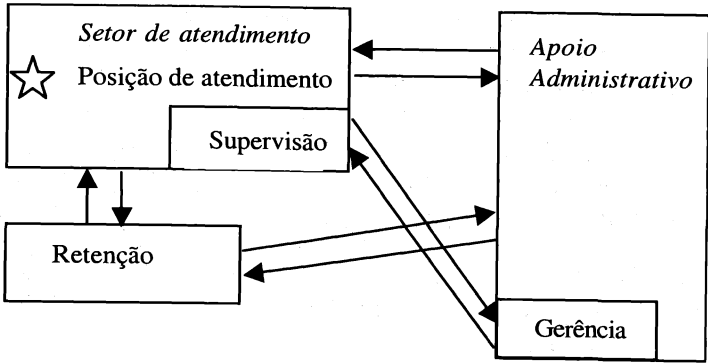 Setor de atendimento
Posição de atendimento
Supervisão
Apoio
Administrativo
Retenção
Gerência